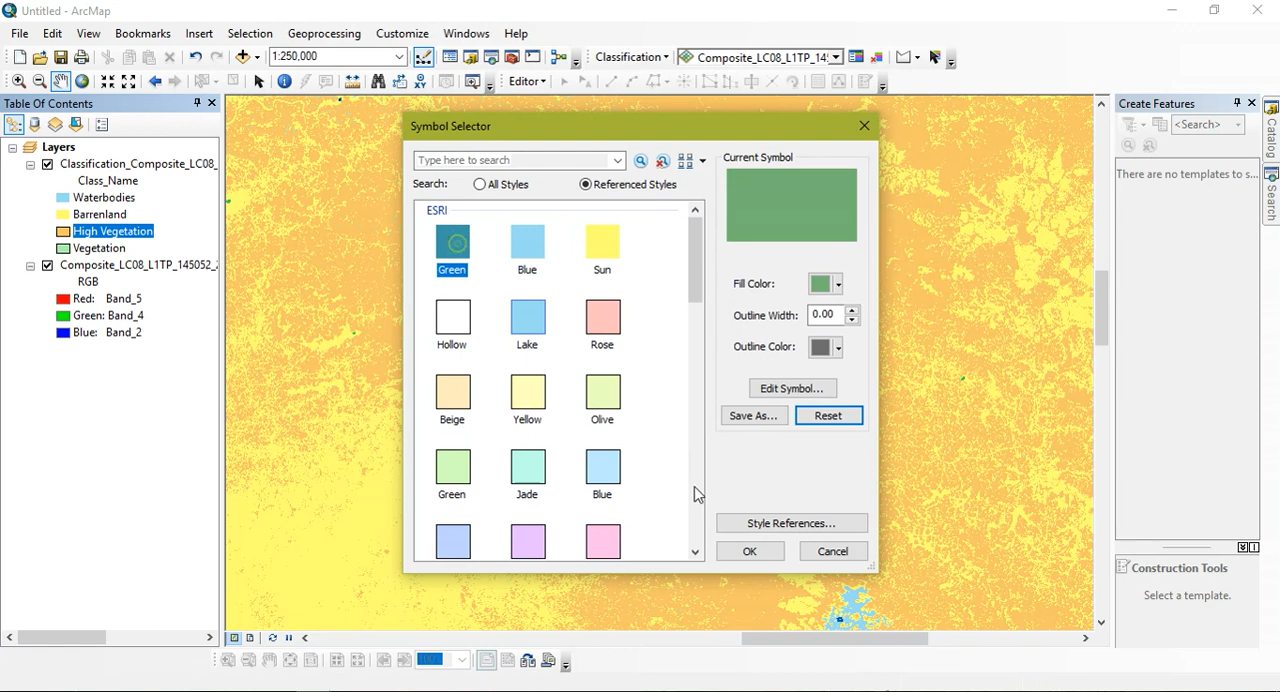 Untitled - ArcMap
File Edit View Bookmarks Insert Selection Geoprocessing Customize Windows Help
1:250,000
Classification
Composite_LC08_L1TP_14
Editor
Table Of Contents
Layers
Classification_Composite_LC08_
Class_Name
Waterbodies
Barrenland
High Vegetation
Vegetation
Composite_LC08_L1TP_145052_
RGB
Red: Band_5
Green: Band_4
Blue: Band_2
Symbol Selector
Type here to search
Search: All Styles Referenced Styles
ESRI
Green Blue Sun
Hollow Lake Rose
Beige Yellow Olive
Green Jade Blue
Current Symbol
Fill Color:
Outline Width: 0.00
Outline Color:
Edit Symbol...
Save As... Reset
Style References...
OK Cancel
Create Features
<Search>
There are no templates to s...
Construction Tools
Select a template.
Catalog
Search
100%